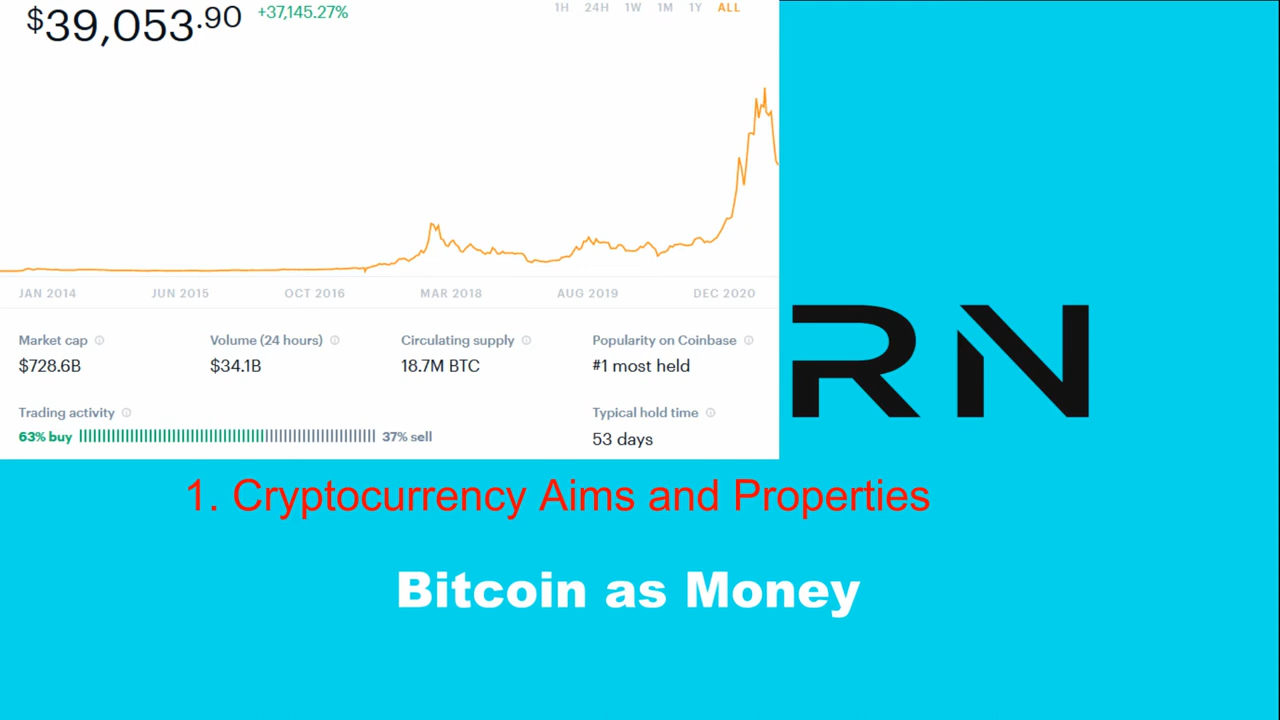 $39,053.90 +37,145.27% 1H 24H 1W 1M 1Y ALL
JAN 2014 JUN 2015 OCT 2016 MAR 2018 AUG 2019 DEC 2020
Market cap Volume (24 hours) Circulating supply Popularity on Coinbase
$728.6B $34.1B 18.7M BTC #1 most held
Trading activity Typical hold time
63% buy 37% sell 53 days
RN
1. Cryptocurrency Aims and Properties
Bitcoin as Money